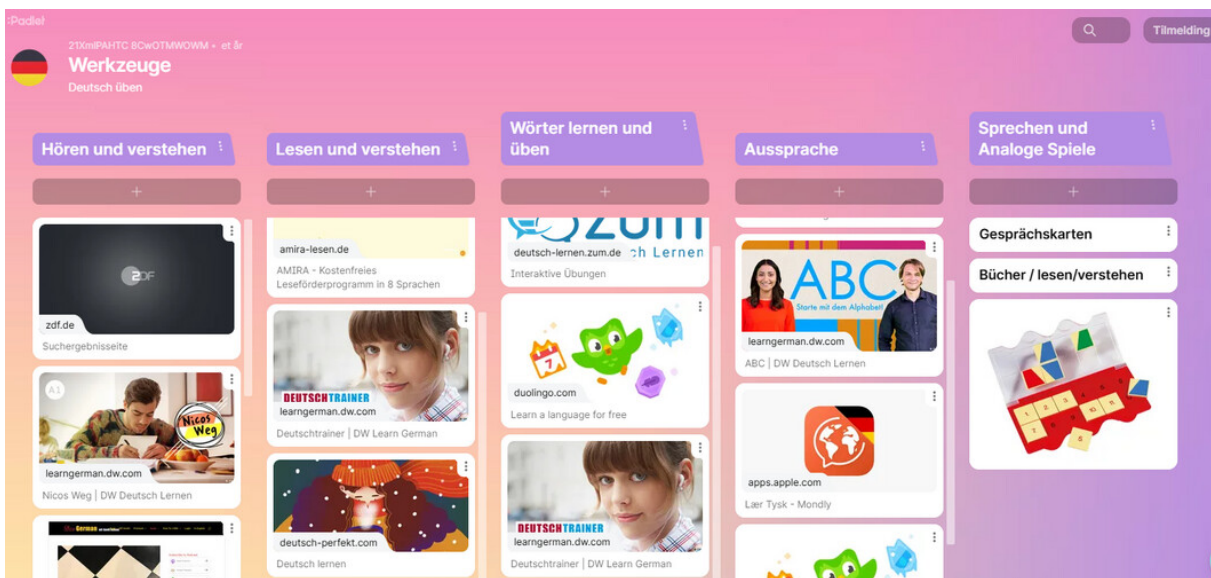 :Padlet
Tilmelding
21XmlPAHTC 8CwOTMWOWM • et år
Werkzeuge
Deutsch üben
Hören und verstehen
+
ZDF
zdf.de
Suchergebnisseite
A1
Nicos
Weg
learngerman.dw.com
Nicos Weg | DW Deutsch Lernen
German
Lesen und verstehen
+
amira-lesen.de
AMIRA - Kostenfreies
Leseförderprogramm in 8 Sprachen
DEUTSCHTRAINER
learngerman.dw.com
Deutschtrainer | DW Learn German
deutsch-perfekt.com
Deutsch lernen
Wörter lernen und
üben
+
zum
deutsch-lernen.zum.de ch Lernen
Interaktive Übungen
7
duolingo.com
Learn a language for free
DEUTSCHTRAINER
learngerman.dw.com
Deutschtrainer | DW Learn German
Aussprache
+
ABC
Starte mit dem Alphabet!
learngerman.dw.com
ABC | DW Deutsch Lernen
apps.apple.com
Lær Tysk - Mondly
Sprechen und
Analoge Spiele
+
Gesprächskarten
Bücher / lesen/verstehen